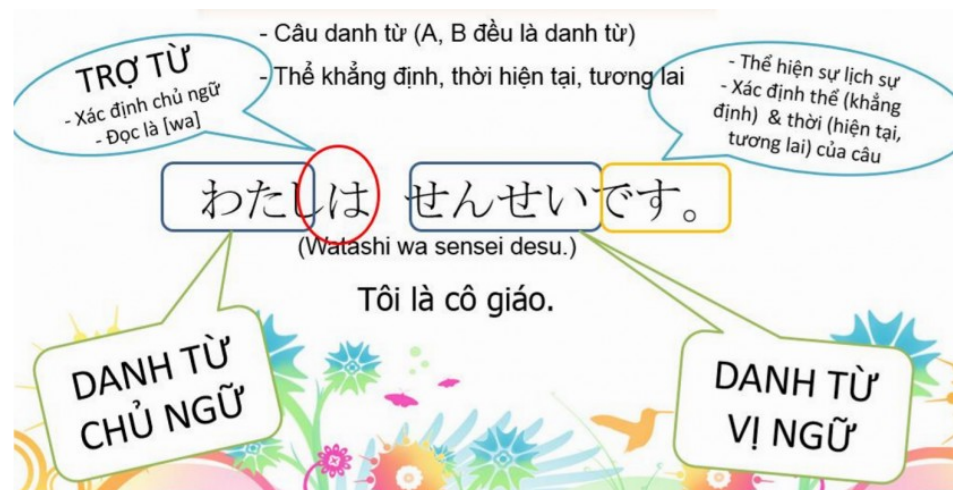 - Câu danh từ (A, B đều là danh từ)
- Thể khẳng định, thời hiện tại, tương lai
TRỢ TỪ
- Xác định chủ ngữ
- Đọc là [wa]
- Thể hiện sự lịch sự
- Xác định thể (khẳng
định) & thời (hiện tại,
tương lai) của câu
わたしは せんせいです。
(Watashi wa sensei desu.)
Tôi là cô giáo.
DANH TỪ
CHỦ NGỮ
DANH TỪ
VỊ NGỮ